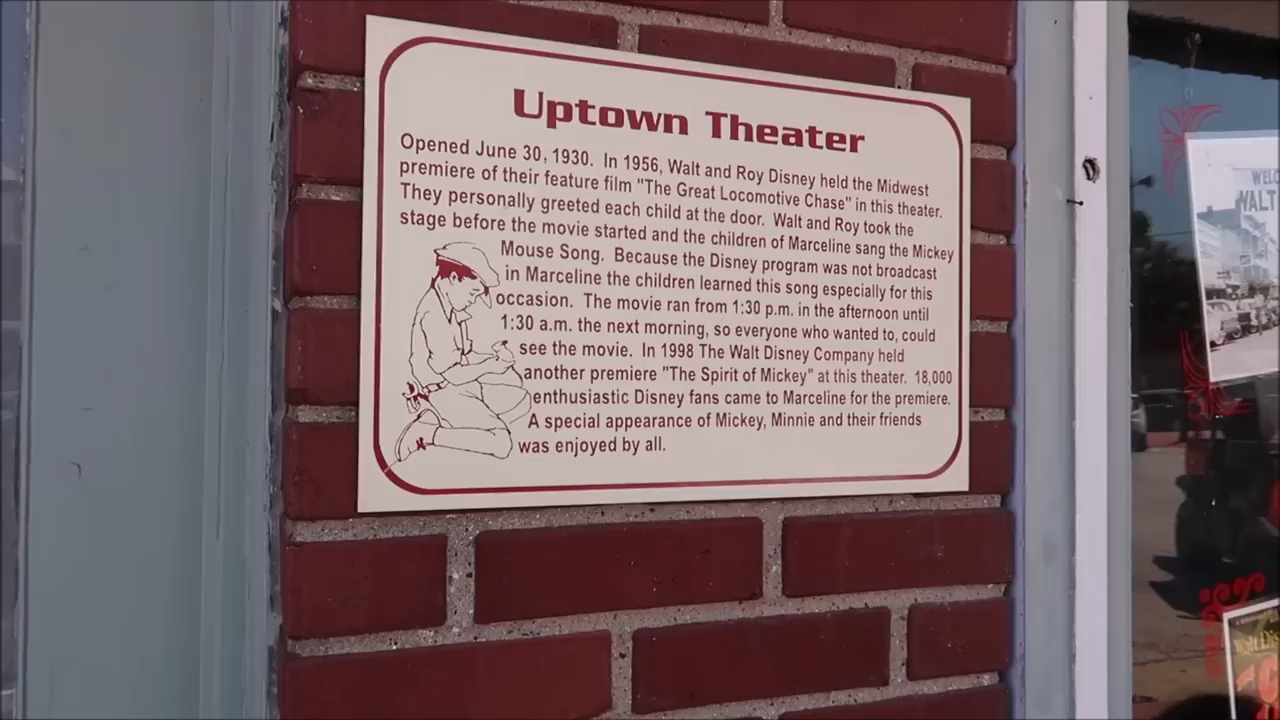 Uptown Theater
Opened June 30, 1930. In 1956, Walt and Roy Disney held the Midwest
premiere of their feature film "The Great Locomotive Chase" in this theater.
They personally greeted each child at the door. Walt and Roy took the
stage before the movie started and the children of Marceline sang the Mickey
Mouse Song. Because the Disney program was not broadcast
in Marceline the children learned this song especially for this
occasion. The movie ran from 1:30 p.m. in the afternoon until
1:30 a.m. the next morning, so everyone who wanted to, could
see the movie. In 1998 The Walt Disney Company held
another premiere "The Spirit of Mickey" at this theater. 18,000
enthusiastic Disney fans came to Marceline for the premiere.
A special appearance of Mickey, Minnie and their friends
was enjoyed by all.
WELC
WALT
Walt Dis